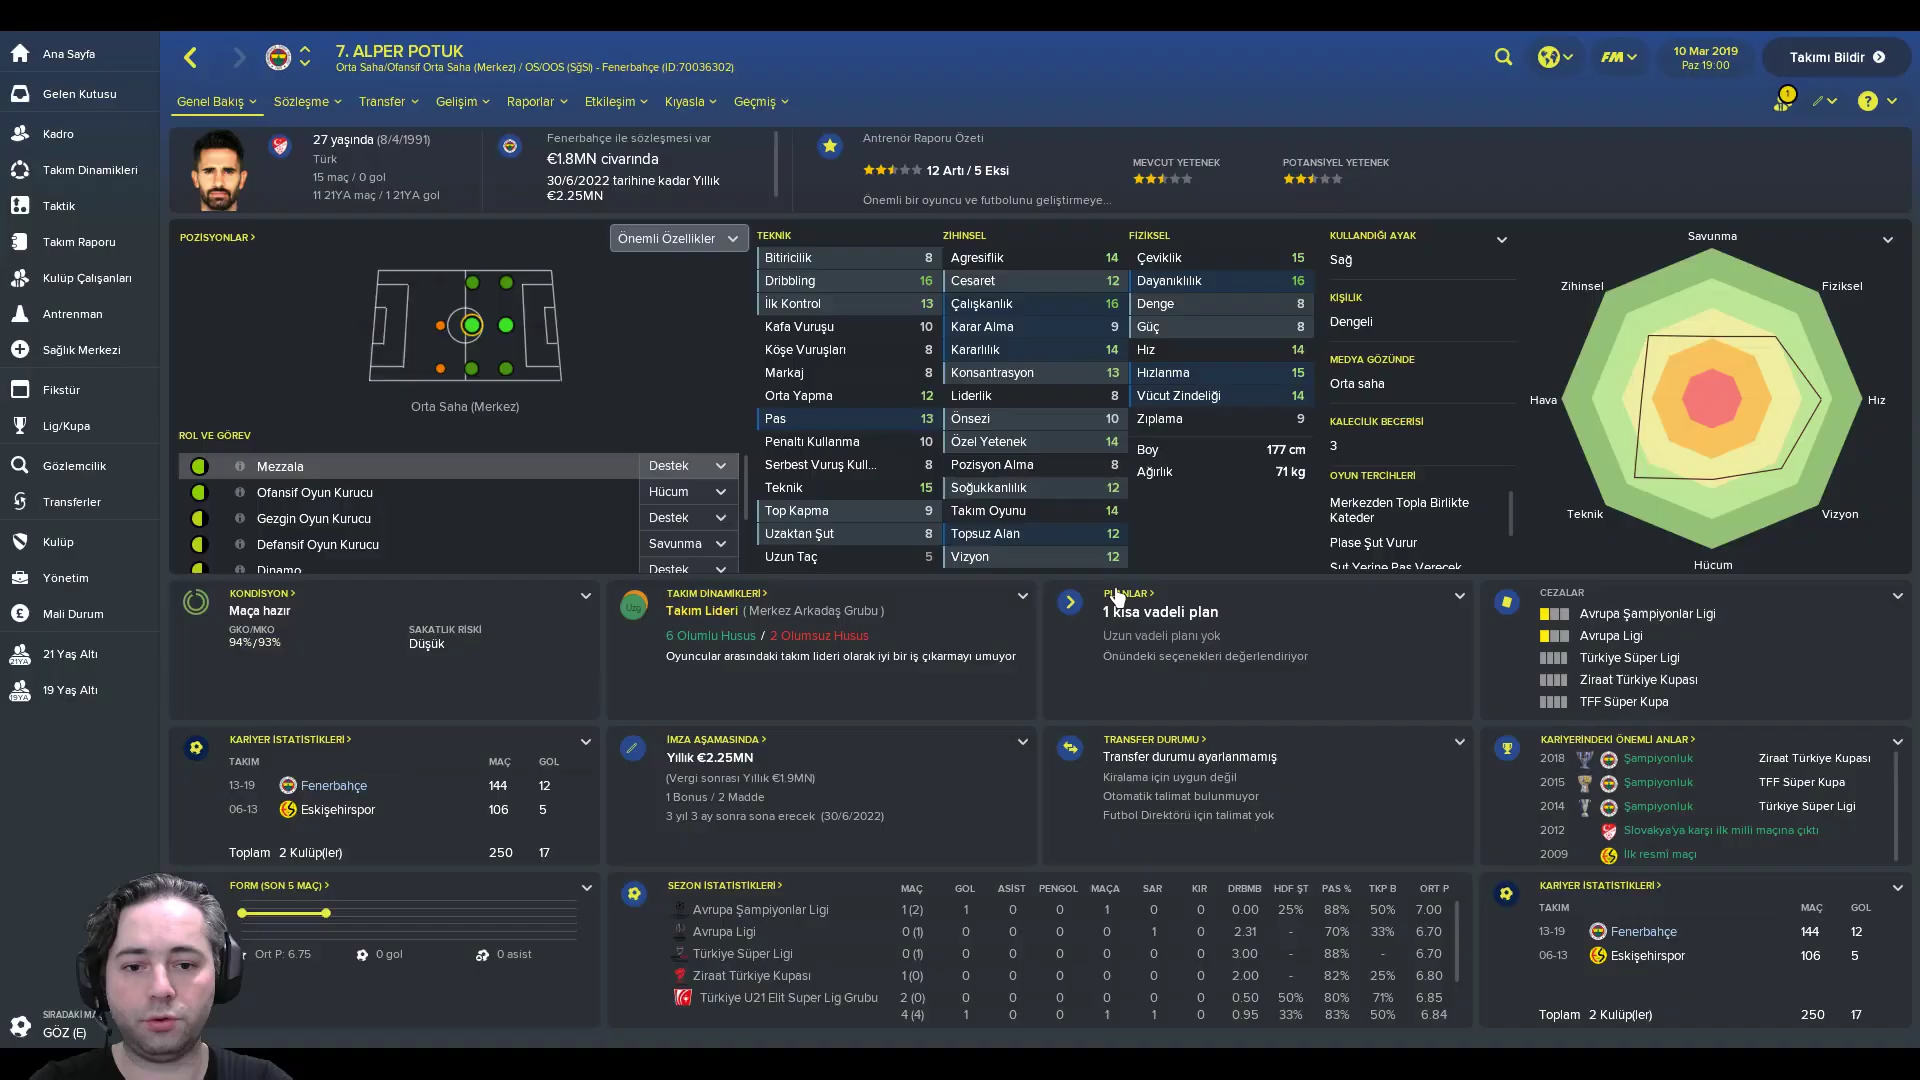 Ana Sayfa
Gelen Kutusu
Kadro
Takım Dinamikleri
Taktik
Takım Raporu
Kulüp Çalışanları
Antrenman
Sağlık Merkezi
Fikstür
Lig/Kupa
Gözlemcilik
Transferler
Kulüp
Yönetim
Mali Durum
21 Yaş Altı
19 Yaş Altı
GÖZ (E)
7. ALPER POTUK
Orta Saha/Ofansif Orta Saha (Merkez) / OS/OOS (SğSl) - Fenerbahçe (ID:70036302)
FM
10 Mar 2019
Paz 19:00
Takımı Bildir
Genel Bakış Sözleşme Transfer Gelişim Raporlar Etkileşim Kıyasla Geçmiş
1
?
27 yaşında (8/4/1991)
Türk
15 maç / 0 gol
11 21YA maç / 1 21YA gol
Fenerbahçe ile sözleşmesi var
€1.8MN civarında
30/6/2022 tarihine kadar Yıllık
€2.25MN
Antrenör Raporu Özeti
12 Artı / 5 Eksi
Önemli bir oyuncu ve futbolunu geliştirmeye...
MEVCUT YETENEK
POTANSİYEL YETENEK
POZİSYONLAR >
Önemli Özellikler
Orta Saha (Merkez)
ROL VE GÖREV
Mezzala Destek
Ofansif Oyun Kurucu Hücum
Gezgin Oyun Kurucu Destek
Defansif Oyun Kurucu Savunma
Dinamo Destek
TEKNİK
Bitiricilik 8
Dribbling 16
İlk Kontrol 13
Kafa Vuruşu 10
Köşe Vuruşları 8
Markaj 8
Orta Yapma 12
Pas 13
Penaltı Kullanma 10
Serbest Vuruş Kull... 8
Teknik 15
Top Kapma 9
Uzaktan Şut 8
Uzun Taç 5
ZİHİNSEL
Agresiflik 14
Cesaret 12
Çalışkanlık 16
Karar Alma 9
Kararlılık 14
Konsantrasyon 13
Liderlik 8
Önsezi 10
Özel Yetenek 14
Pozisyon Alma 8
Soğukkanlılık 12
Takım Oyunu 14
Topsuz Alan 12
Vizyon 12
FİZİKSEL
Çeviklik 15
Dayanıklılık 16
Denge 8
Güç 8
Hız 14
Hızlanma 15
Vücut Zindeliği 14
Zıplama 9
Boy 177 cm
Ağırlık 71 kg
KULLANDIĞI AYAK
Sağ
KİŞİLİK
Dengeli
MEDYA GÖZÜNDE
Orta saha
KALECİLİK BECERİSİ
3
OYUN TERCİHLERİ
Merkezden Topla Birlikte
Kateder
Plase Şut Vurur
Şut Yerine Pas Verecek
Savunma
Zihinsel
Fiziksel
Hava
Hız
Teknik
Vizyon
Hücum
KONDİSYON >
Maça hazır
GKO/MKO
94%/93%
SAKATLIK RİSKİ
Düşük
Uzg
TAKIM DİNAMİKLERİ >
Takım Lideri ( Merkez Arkadaş Grubu )
6 Olumlu Husus / 2 Olumsuz Husus
Oyuncular arasındaki takım lideri olarak iyi bir iş çıkarmayı umuyor
1 kısa vadeli plan
Uzun vadeli planı yok
Önündeki seçenekleri değerlendiriyor
CEZALAR
Avrupa Şampiyonlar Ligi
Avrupa Ligi
Türkiye Süper Ligi
Ziraat Türkiye Kupası
TFF Süper Kupa
KARİYER İSTATİSTİKLERİ >
TAKIM MAÇ GOL
13-19 Fenerbahçe 144 12
06-13 Eskişehirspor 106 5
Toplam 2 Kulüp(ler) 250 17
İMZA AŞAMASINDA >
Yıllık €2.25MN
(Vergi sonrası Yıllık €1.9MN)
1 Bonus / 2 Madde
3 yıl 3 ay sonra sona erecek (30/6/2022)
TRANSFER DURUMU >
Transfer durumu ayarlanmamış
Kiralama için uygun değil
Otomatik talimat bulunmuyor
Futbol Direktörü için talimat yok
KARİYERİNDEKİ ÖNEMLİ ANLAR >
2018 Şampiyonluk Ziraat Türkiye Kupası
2015 Şampiyonluk TFF Süper Kupa
2014 Şampiyonluk Türkiye Süper Ligi
2012 Slovakya'ya karşı ilk milli maçına çıktı
2009 İlk resmî maçı
FORM (SON 5 MAÇ) >
Ort P: 6.75 0 gol 0 asist
SEZON İSTATİSTİKLERİ > MAÇ GOL ASİST PENGOL MAÇA SAR KIR DRBMB HDF ŞT PAS % TKP B ORT P
Avrupa Şampiyonlar Ligi 1 (2) 1 0 0 1 0 0 0.00 25% 88% 50% 7.00
Avrupa Ligi 0 (1) 0 0 0 0 1 0 2.31 - 70% 33% 6.70
Türkiye Süper Ligi 0 (1) 0 0 0 0 0 0 3.00 - 88% - 6.70
Ziraat Türkiye Kupası 1 (0) 0 0 0 0 0 0 2.00 - 82% 25% 6.80
Türkiye U21 Elit Super Lig Grubu 2 (0) 0 0 0 0 0 0 0.50 50% 80% 71% 6.85
4 (4) 1 0 0 1 1 0 0.95 33% 83% 50% 6.84
KARİYER İSTATİSTİKLERİ >
TAKIM MAÇ GOL
13-19 Fenerbahçe 144 12
06-13 Eskişehirspor 106 5
Toplam 2 Kulüp(ler) 250 17